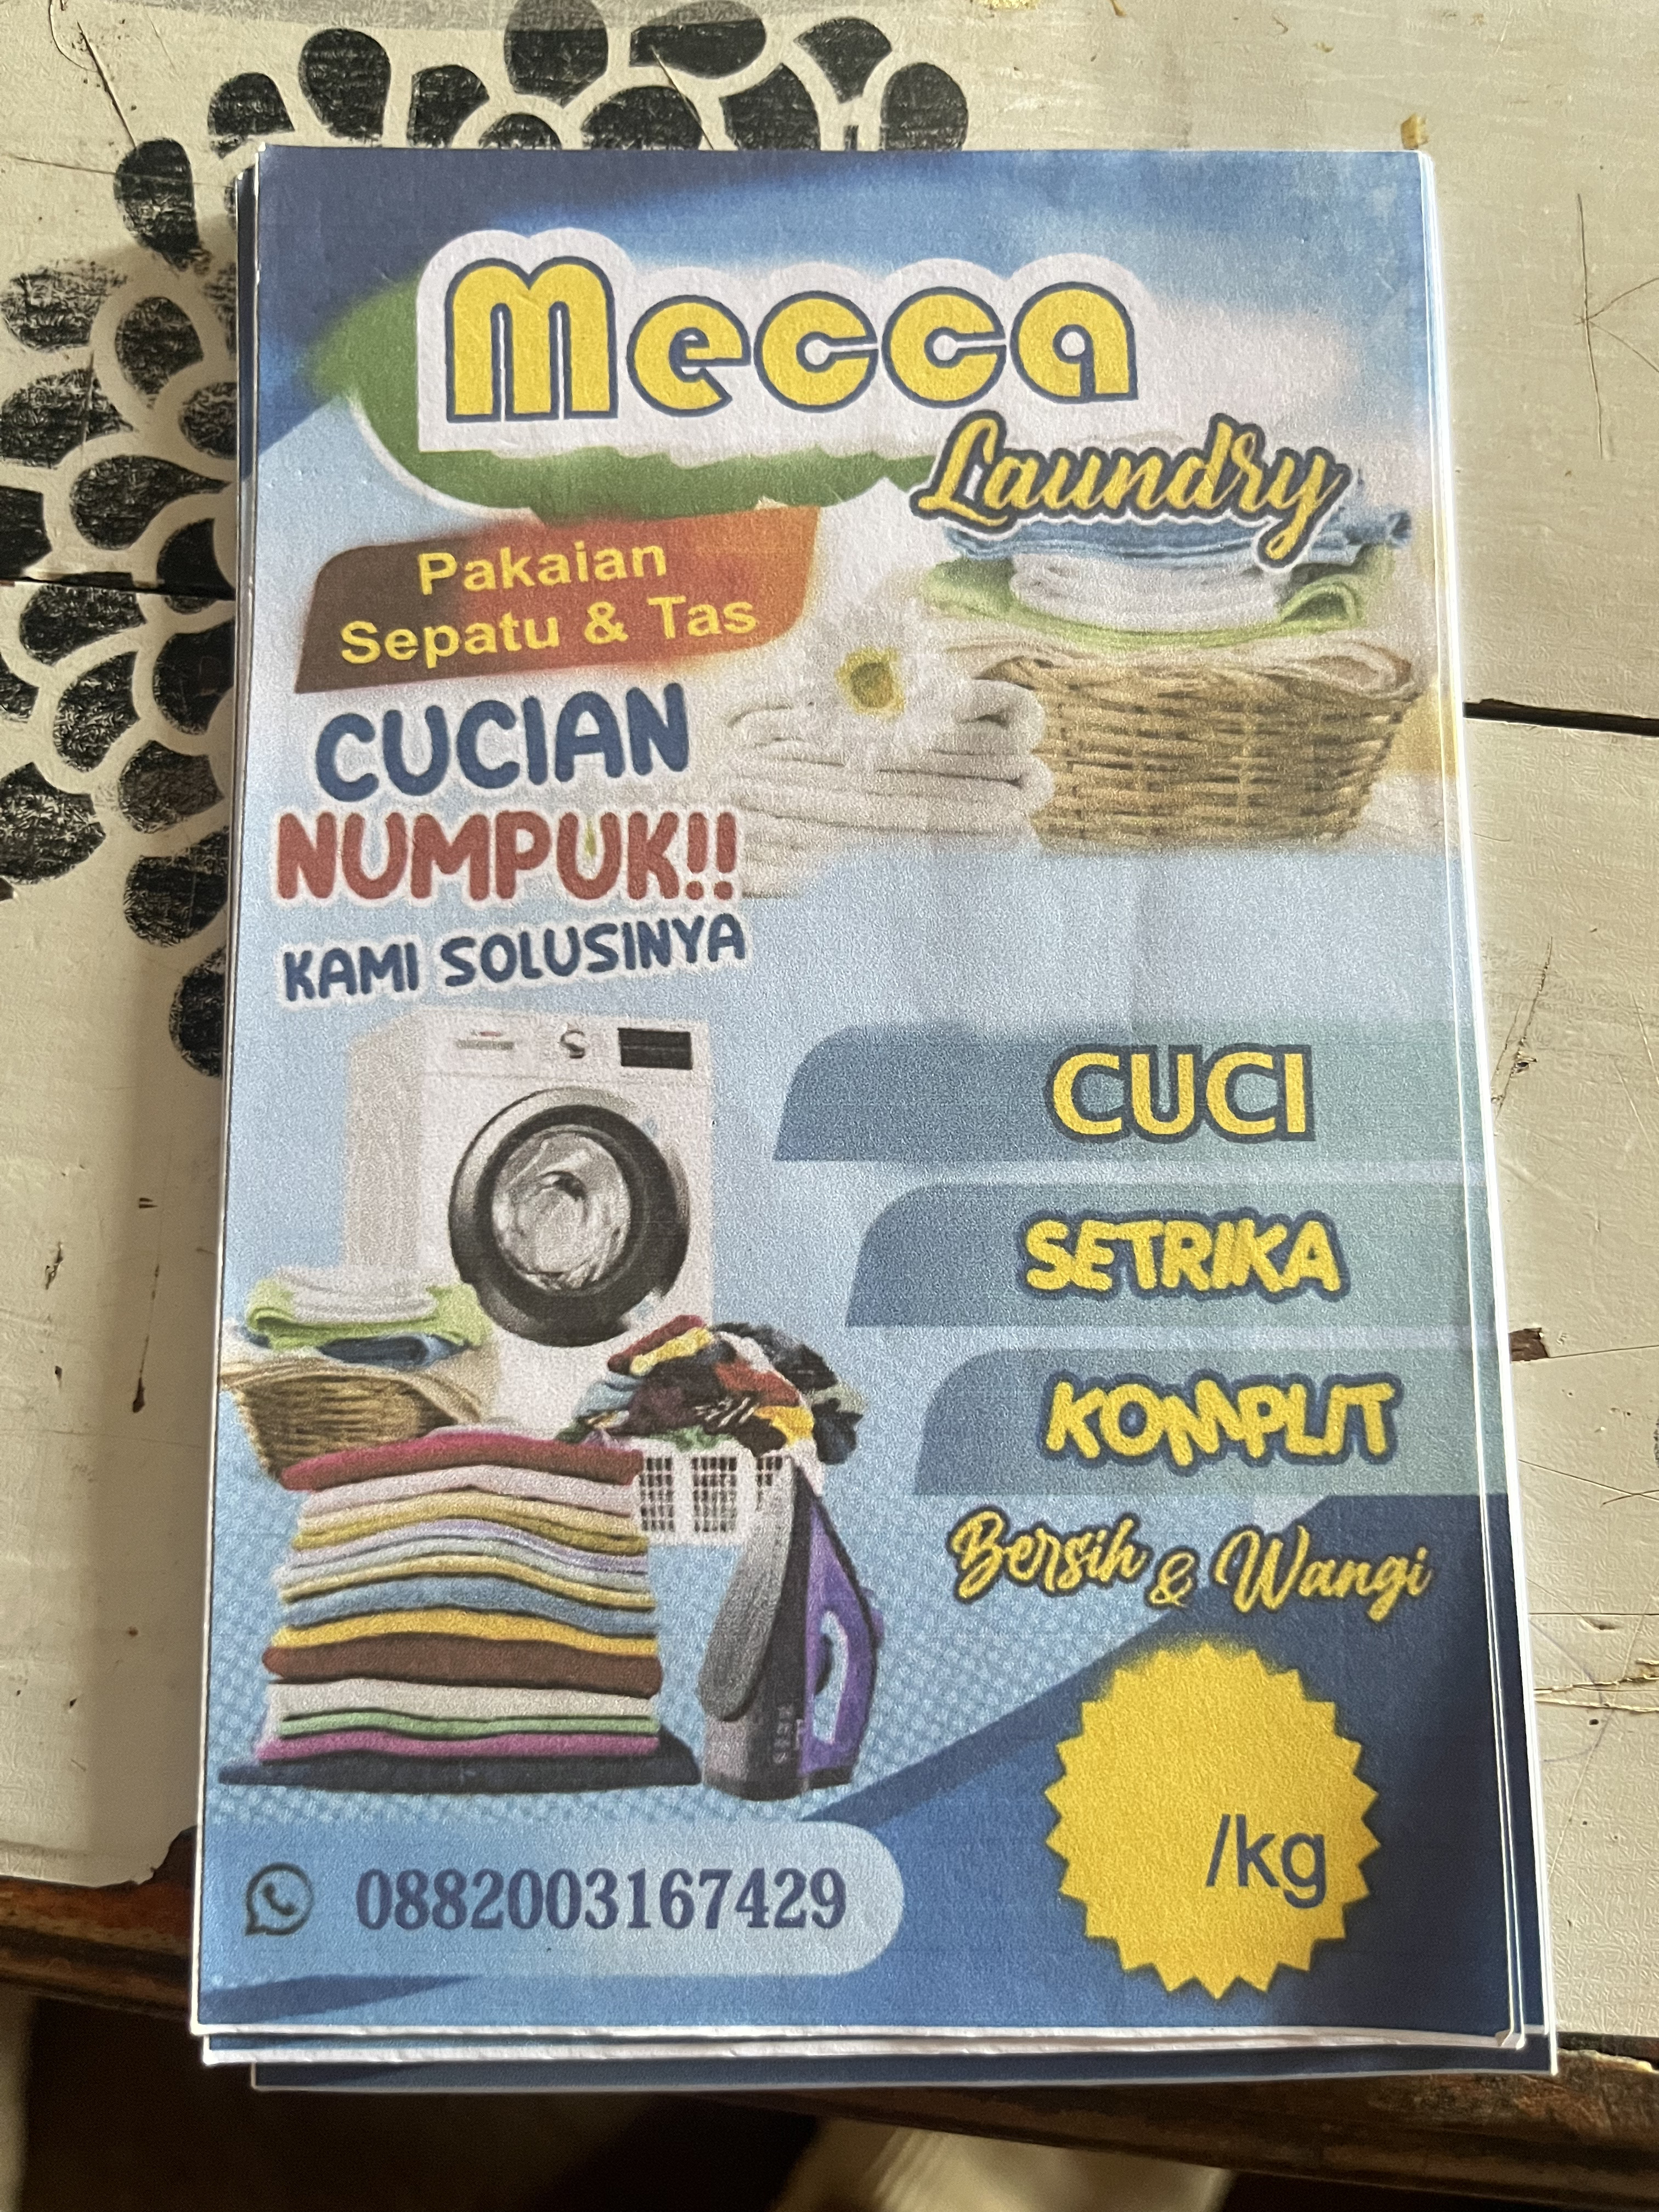 Mecca
Laundry
Pakaian
Sepatu & Tas
CUCIAN
NUMPUK!!
KAMI SOLUSINYA
CUCI
SETRIKA
KOMPLIT
Bersih & Wangi
/kg
0882003167429